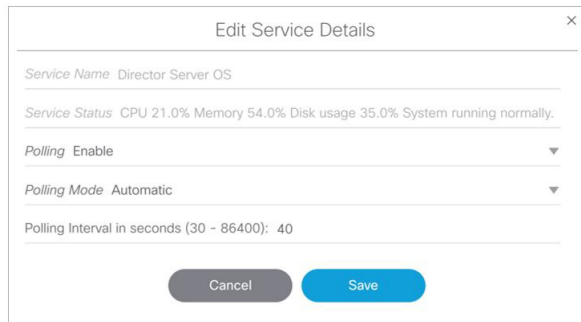 Edit Service Details
Service Name Director Server OS
Service Status CPU 21.0% Memory 54.0% Disk usage 35.0% System running normally.
Polling Enable
Polling Mode Automatic
Polling Interval in seconds (30 - 86400): 40
Cancel Save